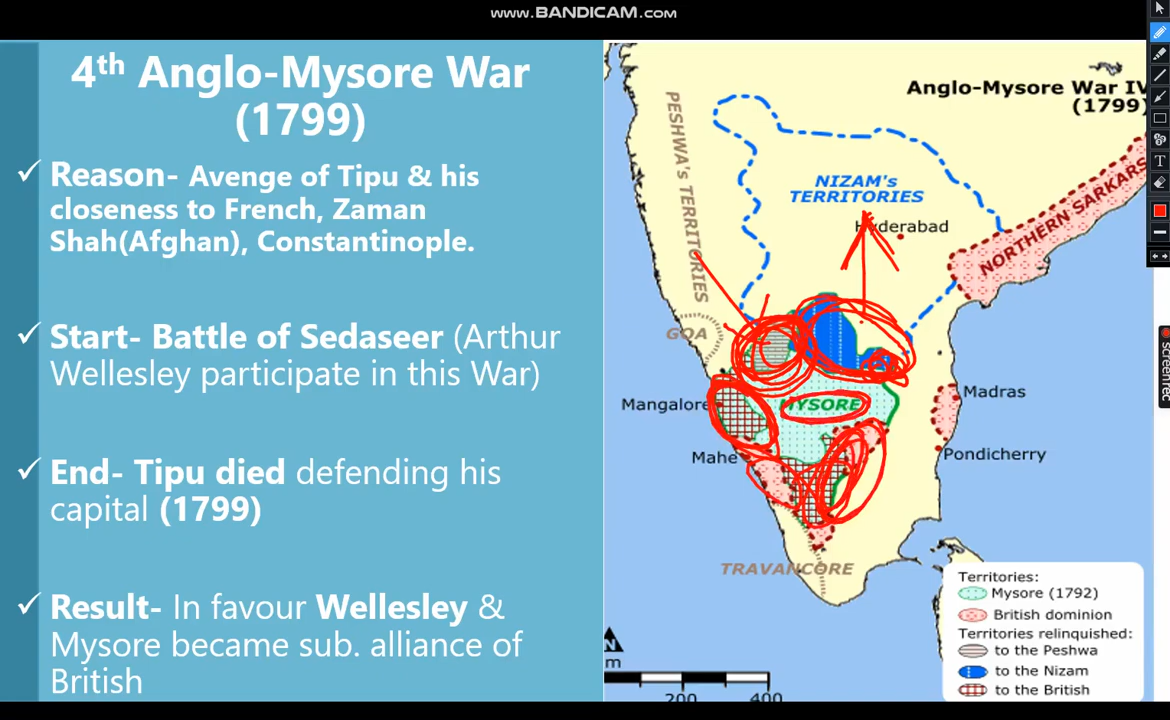 www.BANDICAM.com
4th Anglo-Mysore War
(1799)
✓ Reason- Avenge of Tipu & his
closeness to French, Zaman
Shah(Afghan), Constantinople.
✓ Start- Battle of Sedaseer (Arthur
Wellesley participate in this War)
✓ End- Tipu died defending his
capital (1799)
✓ Result- In favour Wellesley &
Mysore became sub. alliance of
British
Anglo-Mysore War IV
(1799)
PESHWA's TERRITORIES
NIZAM's
TERRITORIES
Hyderabad
NORTHERN SARKARS
GOA
Mangalore
MYSORE
Madras
Mahe
Pondicherry
TRAVANCORE
Territories:
Mysore (1792)
British dominion
Territories relinquished:
to the Peshwa
to the Nizam
to the British
N
m
200
400
T
screenrec